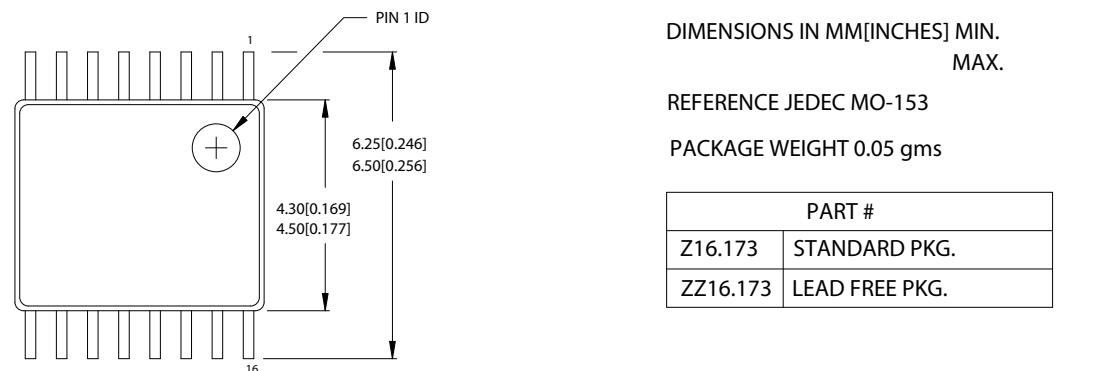 PIN 1 ID
1
6.25[0.246]
6.50[0.256]
4.30[0.169]
4.50[0.177]
16
DIMENSIONS IN MM[INCHES] MIN.
MAX.
REFERENCE JEDEC MO-153
PACKAGE WEIGHT 0.05 gms
PART #
Z16.173 STANDARD PKG.
ZZ16.173 LEAD FREE PKG.